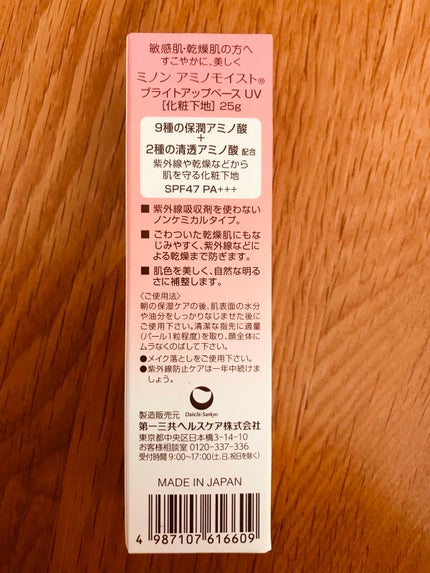 敏感肌・乾燥肌の方へ
すこやかに、美しく
ミノン アミノモイスト®
ブライトアップベース UV
[化粧下地] 25g
9種の保潤アミノ酸
+
2種の清透アミノ酸 配合
紫外線や乾燥などから
肌を守る化粧下地
SPF47 PA+++
■紫外線吸収剤を使わない
ノンケミカルタイプ。
■ごわついた乾燥肌にもな
じみやすく、紫外線などに
よる乾燥まで防ぎます。
■肌色を美しく、自然な明る
さに補整します。
〈ご使用法〉
朝の保湿ケアの後、肌表面の水分
や油分をしっかりなじませた後に
ご使用下さい。清潔な指先に適量
(パール1粒程度)を取り、顔全体に
ムラなくのばして下さい。
●メイク落としをご使用下さい。
●紫外線防止ケアは一年中続けま
しょう。
Daiichi-Sankyo
製造販売元
第一三共ヘルスケア株式会社
東京都中央区日本橋3-14-10
お客様相談室 0120-337-336
受付時間 9:00~17:00(土、日、祝日を除く)
MADE IN JAPAN
4 987107 616609